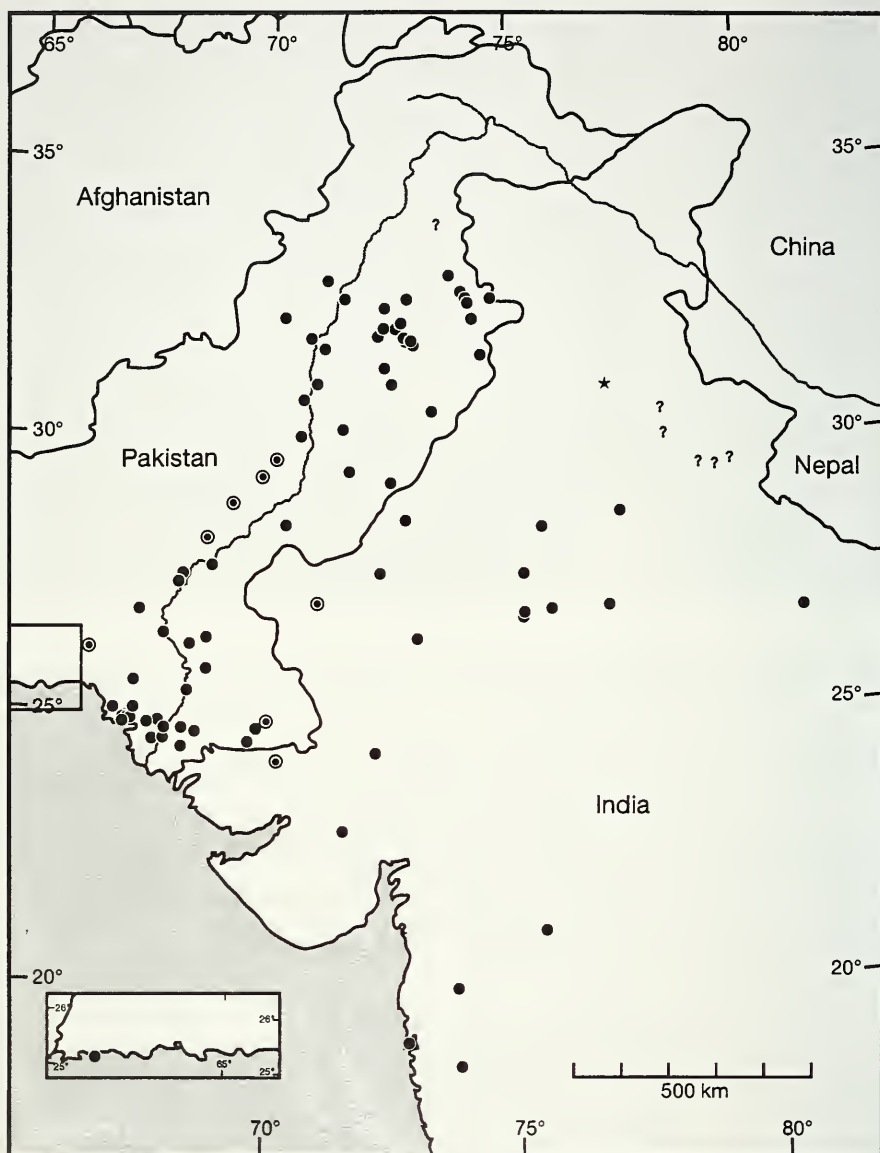 65° 70° 75° 80°
35° 35°
Afghanistan
?
China
30° 30°
★
?
?
? ? ?
Pakistan
Nepal
25° 25°
India
20° 20°
26° 26°
25° 65° 25°
500 km
70° 75° 80°